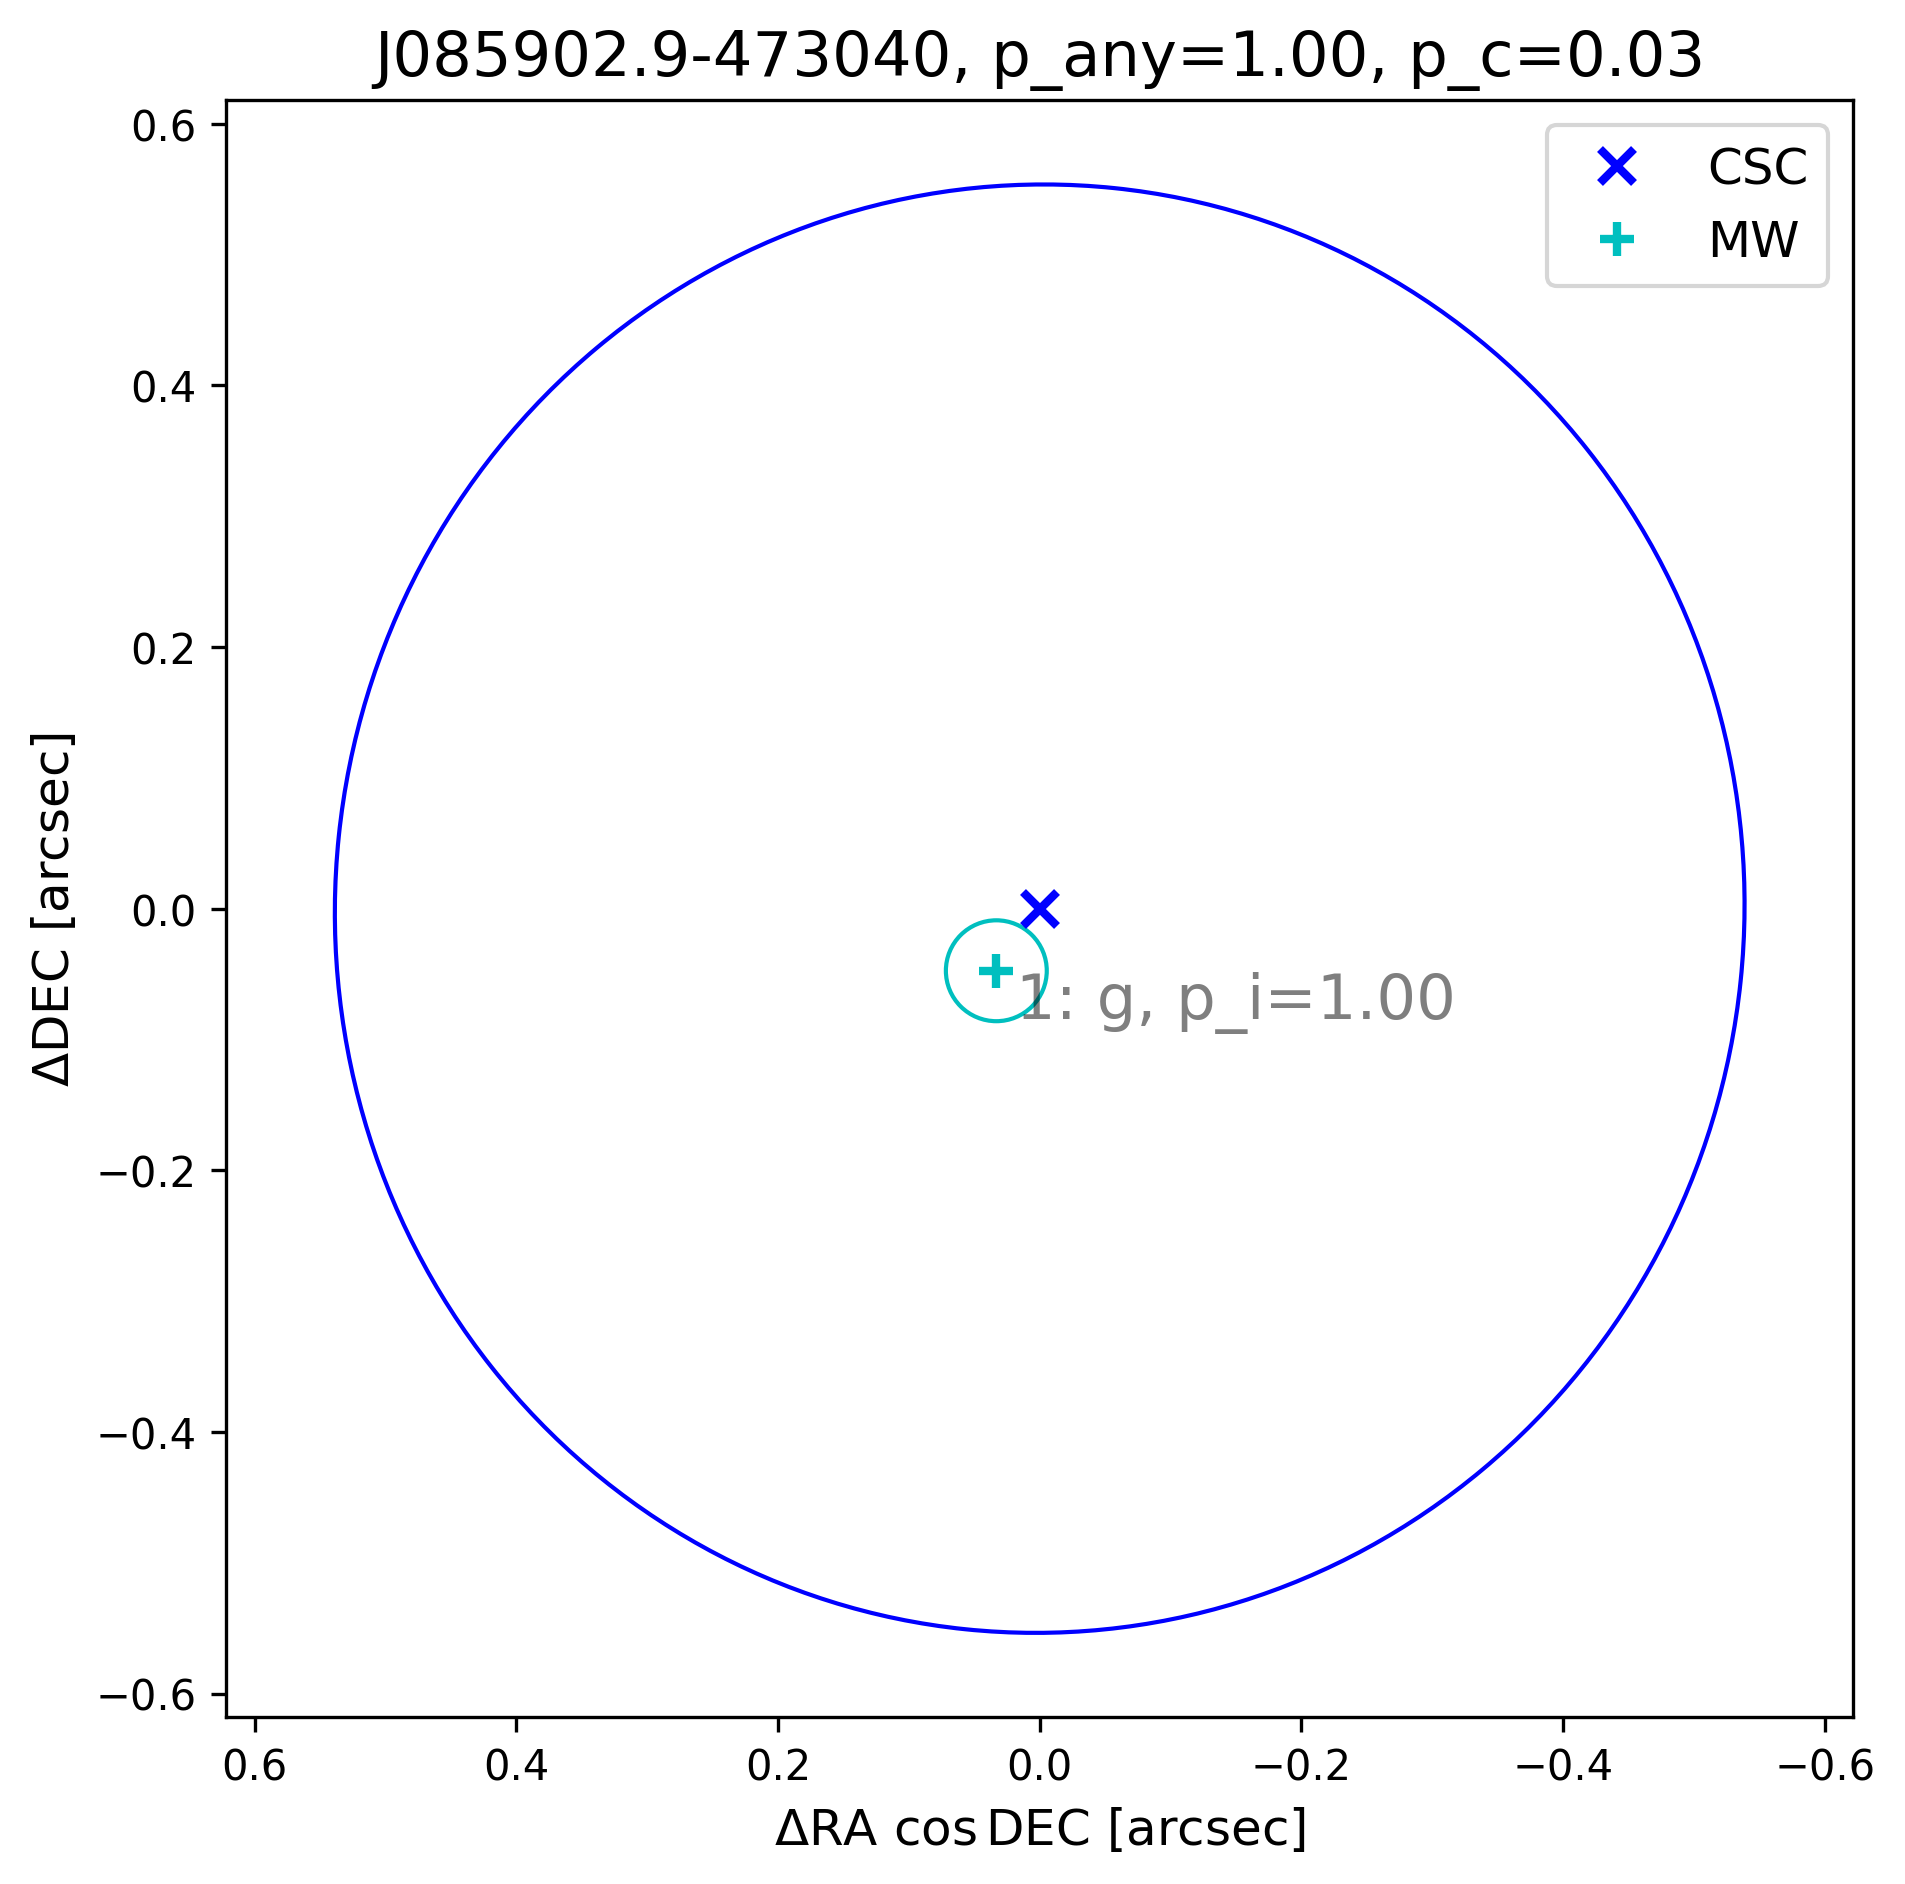 J085902.9-473040, p_any=1.00, p_c=0.03
CSC
MW
0.6
0.4
0.2
0.0
−0.2
−0.4
−0.6
ΔDEC [arcsec]
1: g, p_i=1.00
0.6 0.4 0.2 0.0 −0.2 −0.4 −0.6
ΔRA cos DEC [arcsec]